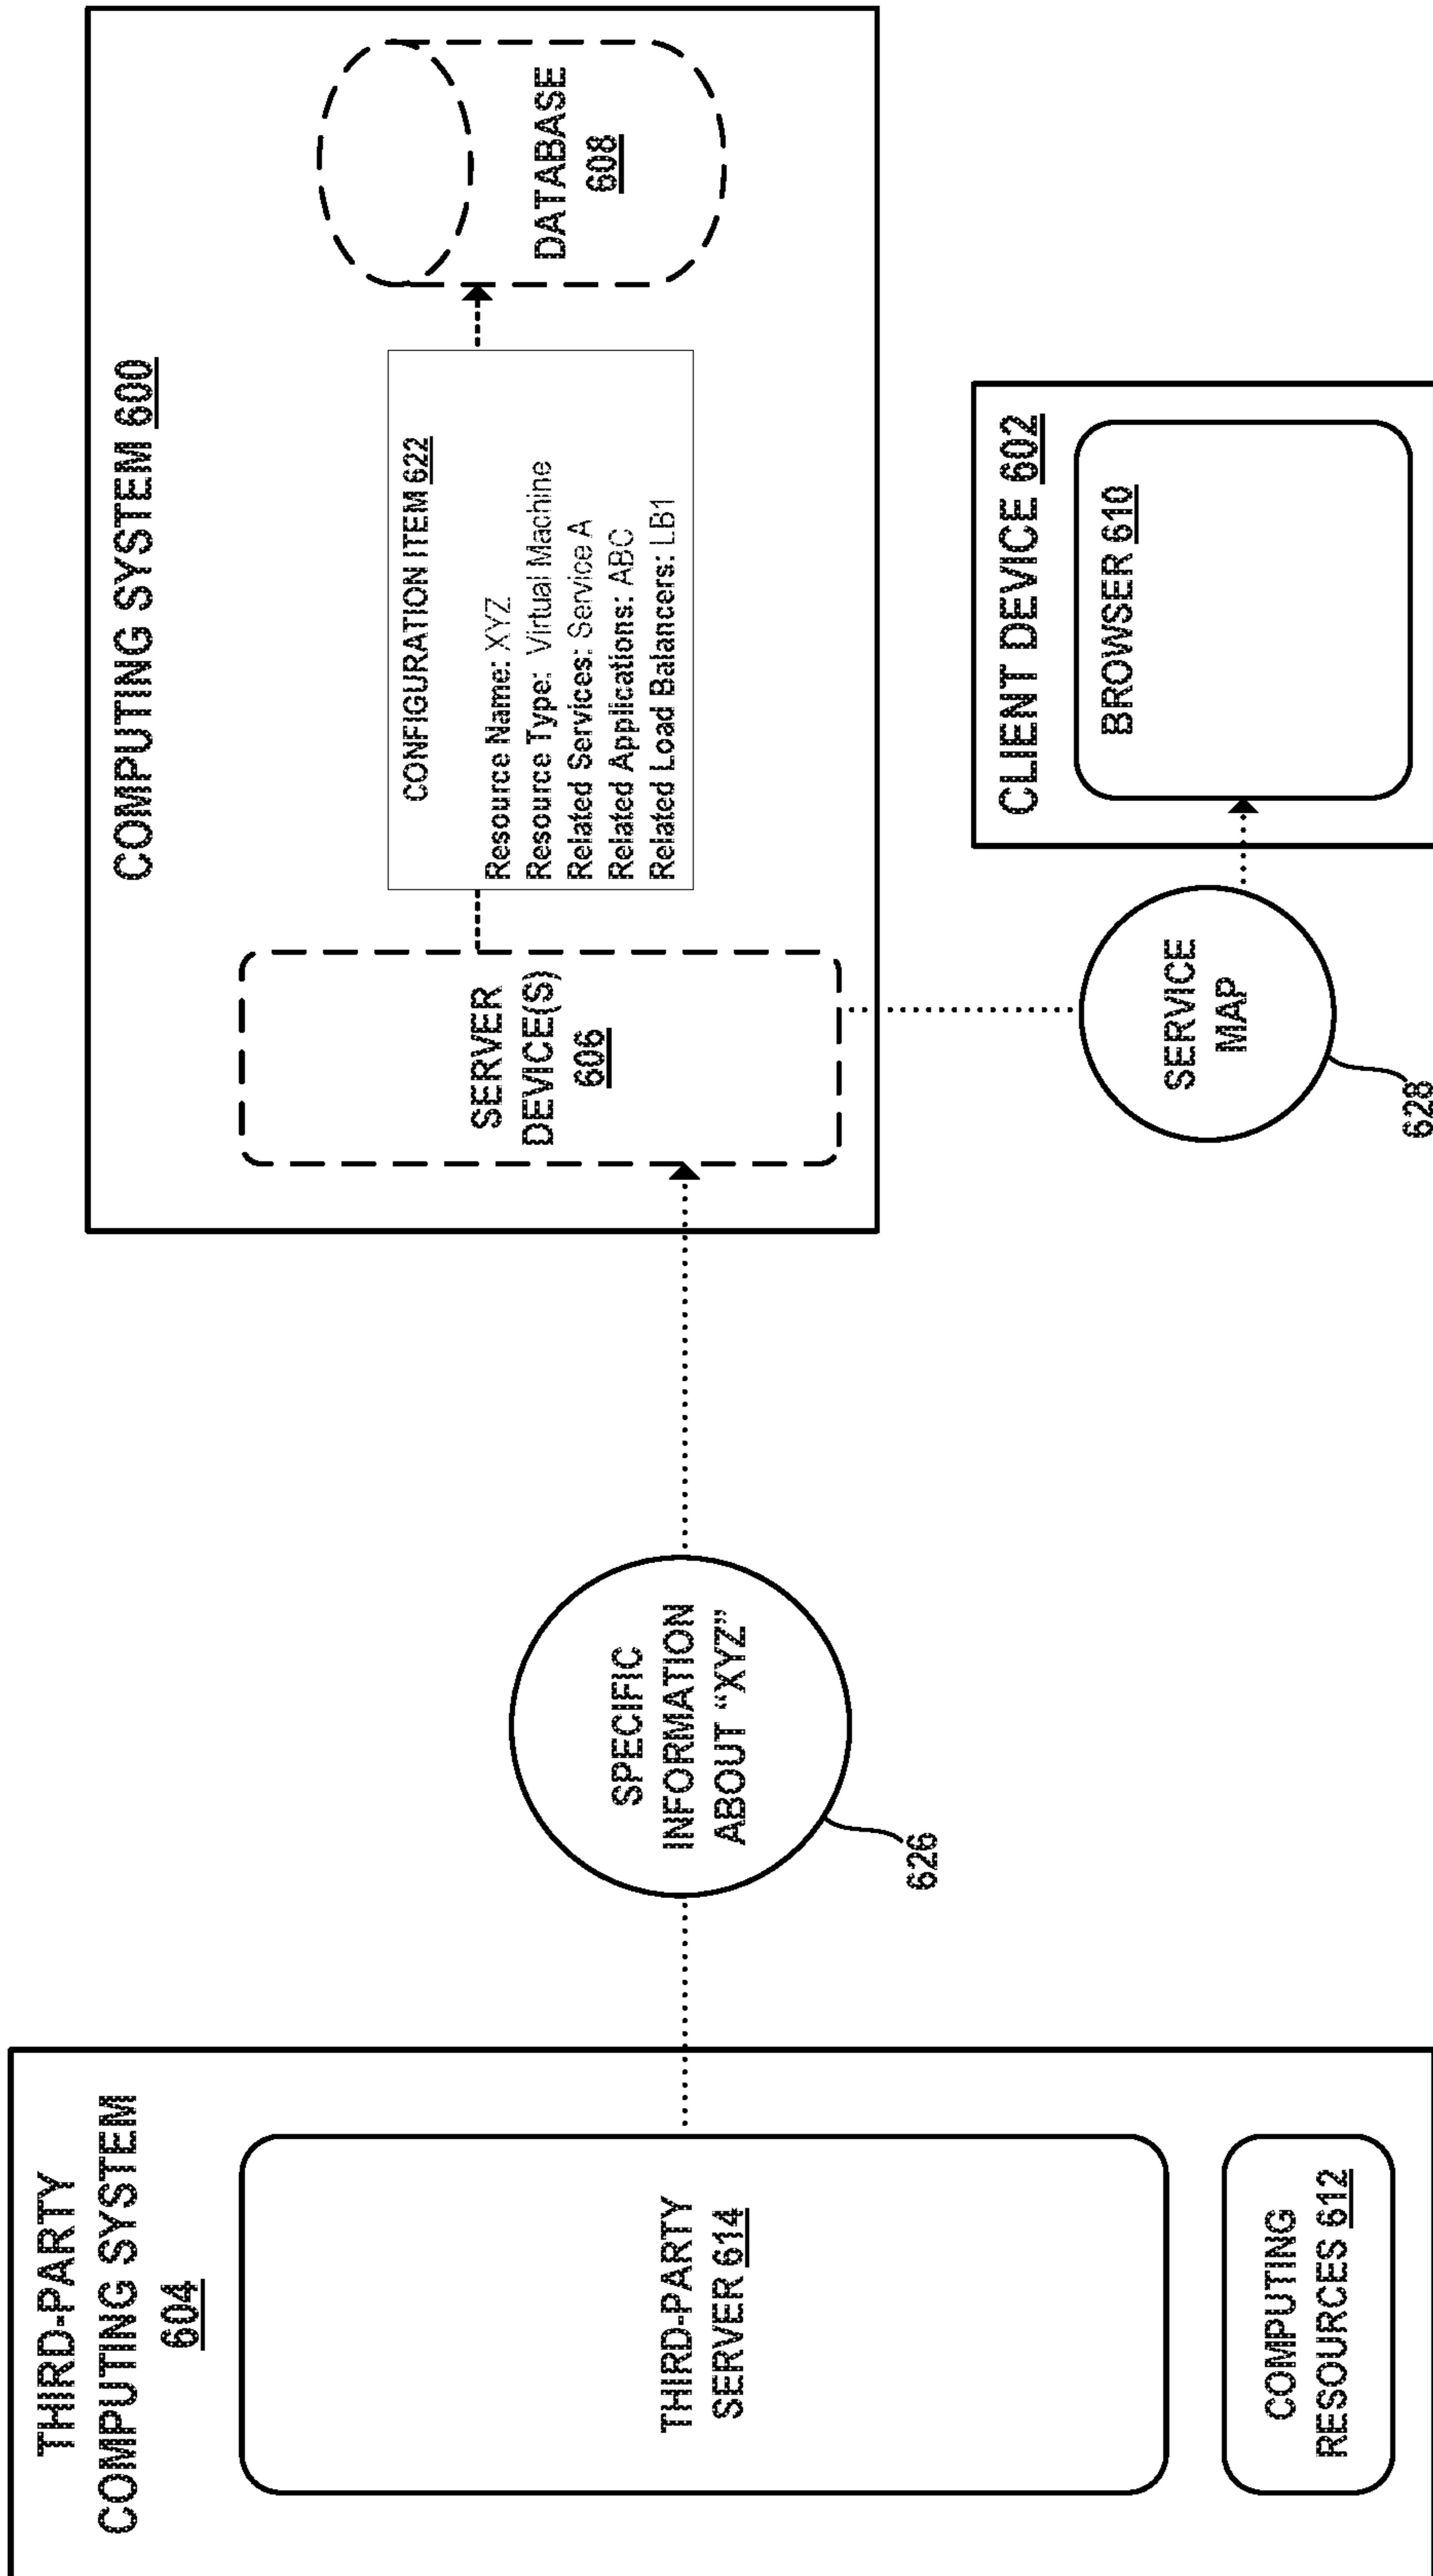 THIRD-PARTY
COMPUTING SYSTEM
604
THIRD-PARTY
SERVER 614
COMPUTING
RESOURCES 612
SPECIFIC
INFORMATION
ABOUT “XYZ”
626
COMPUTING SYSTEM 600
SERVER
DEVICE(S)
606
CONFIGURATION ITEM 622
Resource Name: XYZ
Resource Type: Virtual Machine
Related Services: Service A
Related Applications: ABC
Related Load Balancers: LB1
DATABASE
608
SERVICE
MAP
628
CLIENT DEVICE 602
BROWSER 610